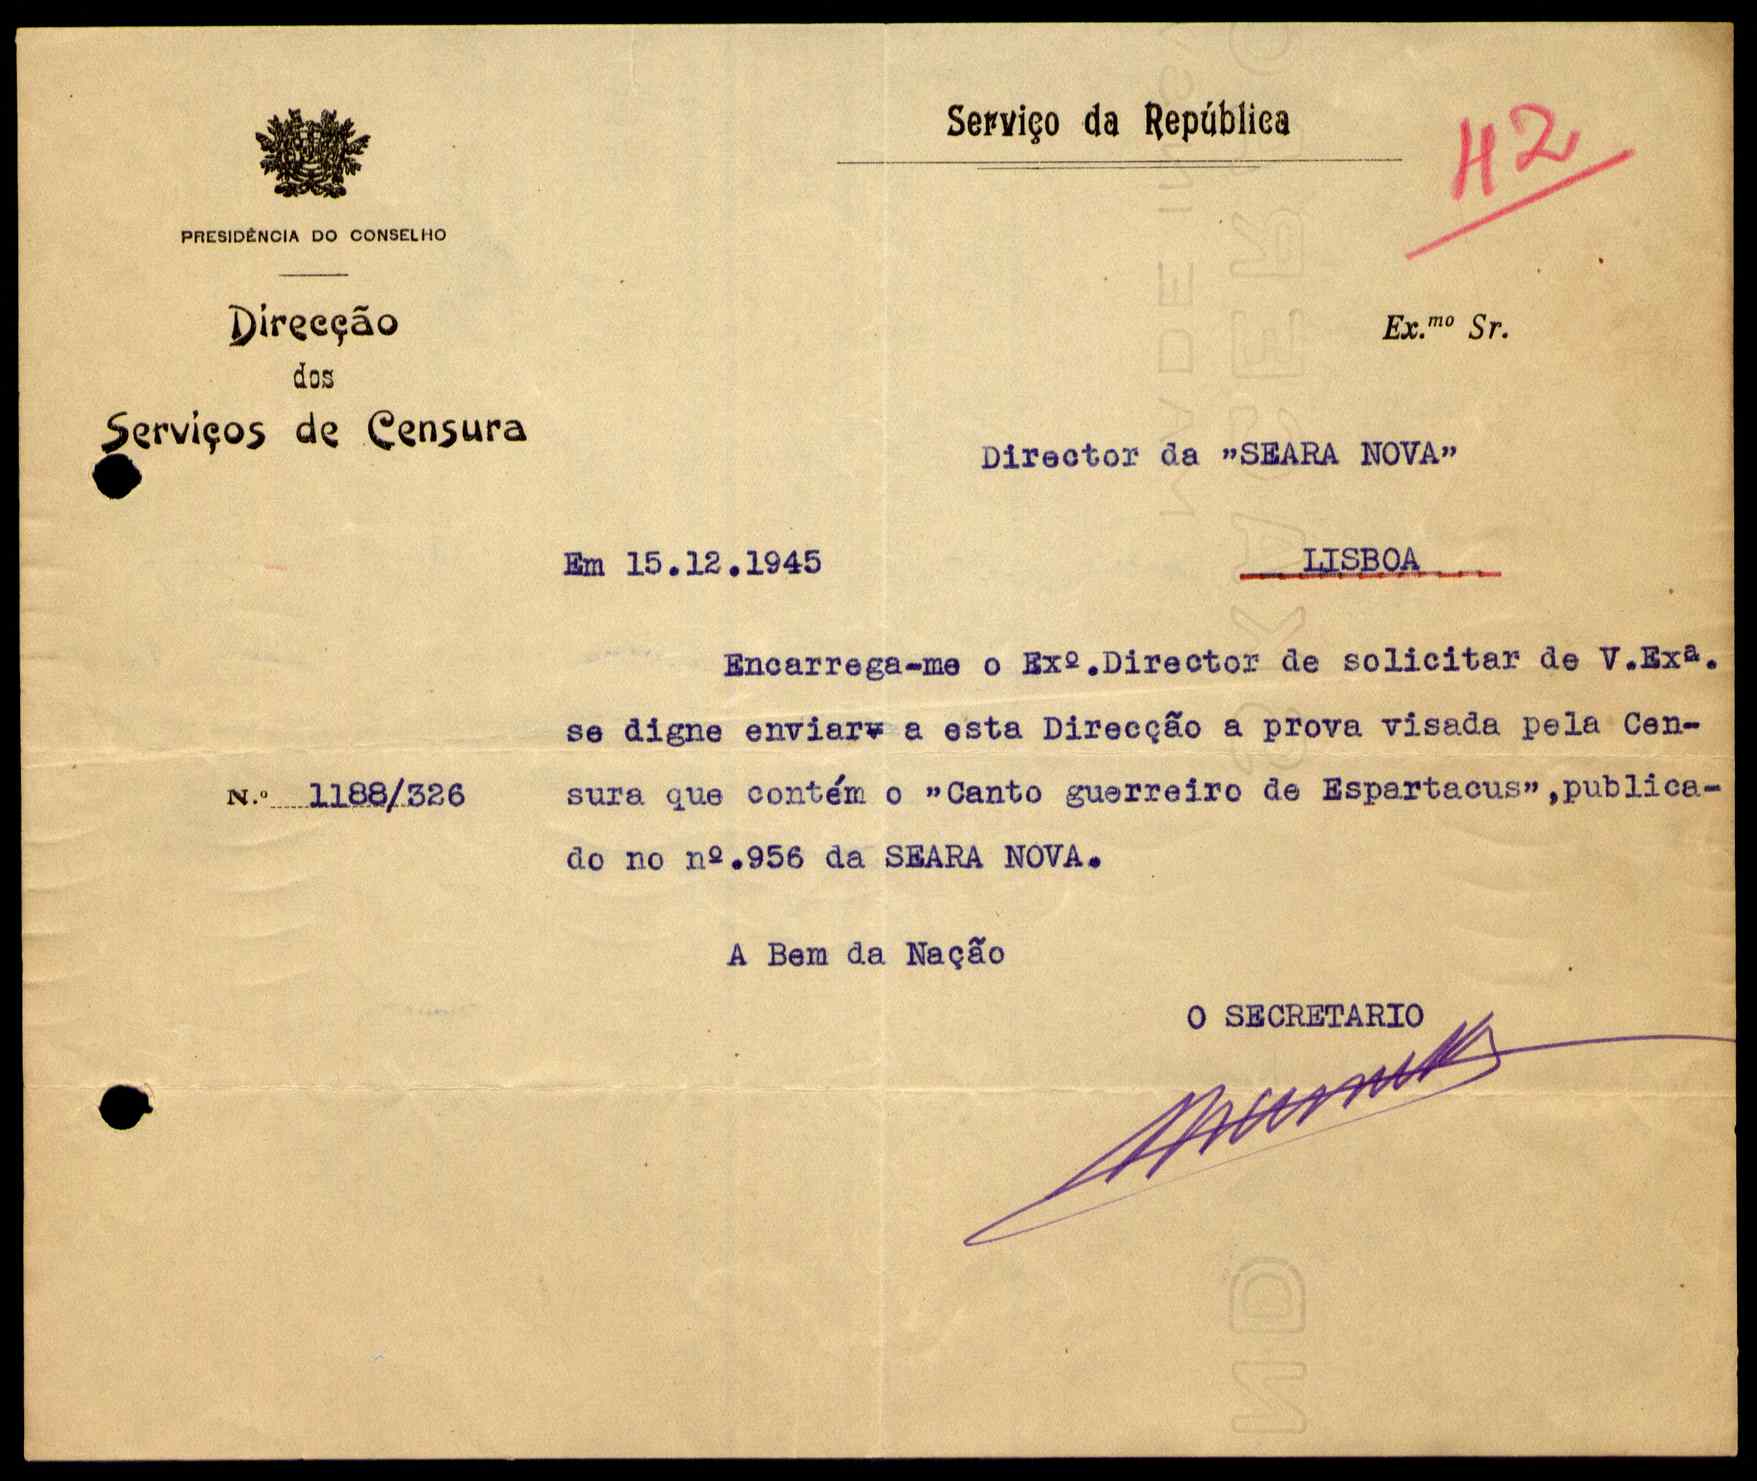 Serviço da República
42
PRESIDÊNCIA DO CONSELHO
Direcção
dos
Serviços de Censura
Ex.mo Sr.
Director da "SEARA NOVA"
Em 15.12.1945
LISBOA
Encarrega-me o Exº.Director de solicitar de V.Exª.
se digne enviar a esta Direcção a prova visada pela Cen-
N.º 1188/326
sura que contém o "Canto guerreiro de Espartacus",publica-
do no nº.956 da SEARA NOVA.
A Bem da Nação
O SECRETARIO